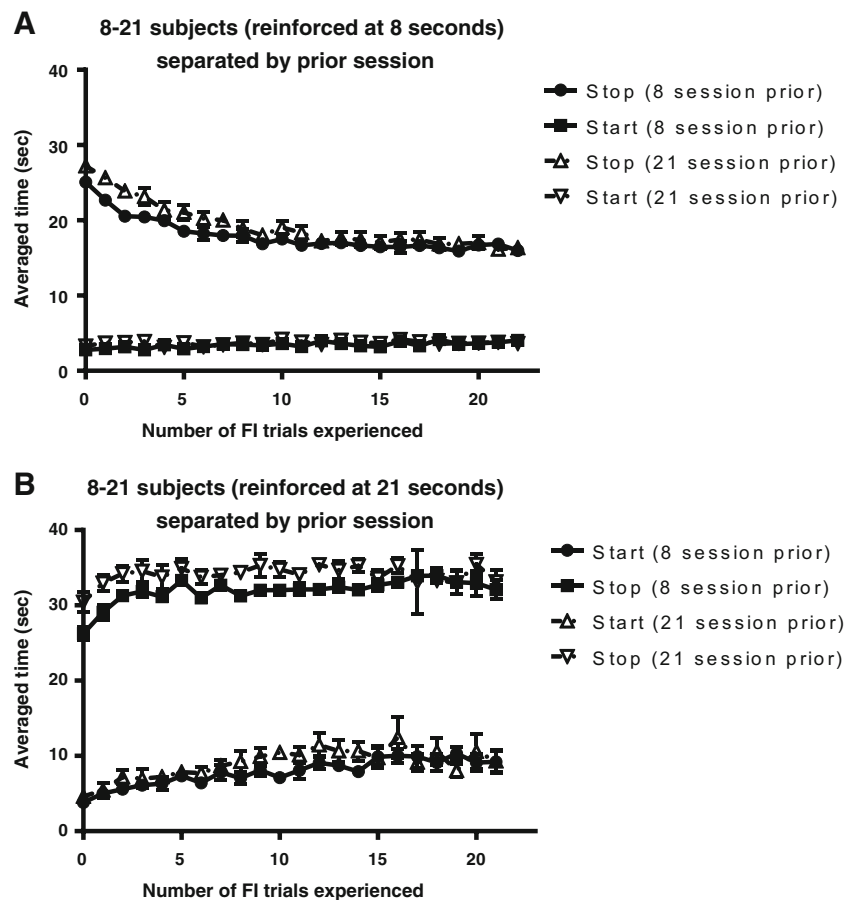 A
8-21 subjects (reinforced at 8 seconds)
separated by prior session
40
30
20
10
0
Averaged time (sec)
0 5 10 15 20
Number of FI trials experienced
Stop (8 session prior)
Start (8 session prior)
Stop (21 session prior)
Start (21 session prior)
B
8-21 subjects (reinforced at 21 seconds)
separated by prior session
40
30
20
10
0
Averaged time (sec)
0 5 10 15 20
Number of FI trials experienced
Start (8 session prior)
Stop (8 session prior)
Start (21 session prior)
Stop (21 session prior)